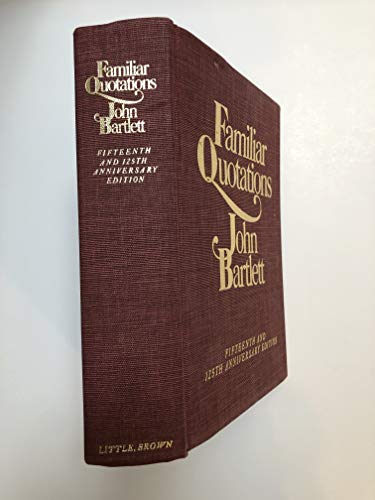 Familiar
Quotations
John
Bartlett
FIFTEENTH
AND 125TH
ANNIVERSARY
EDITION
LITTLE, BROWN
Familiar
Quotations
John
Bartlett
FIFTEENTH AND
125TH ANNIVERSARY EDITION